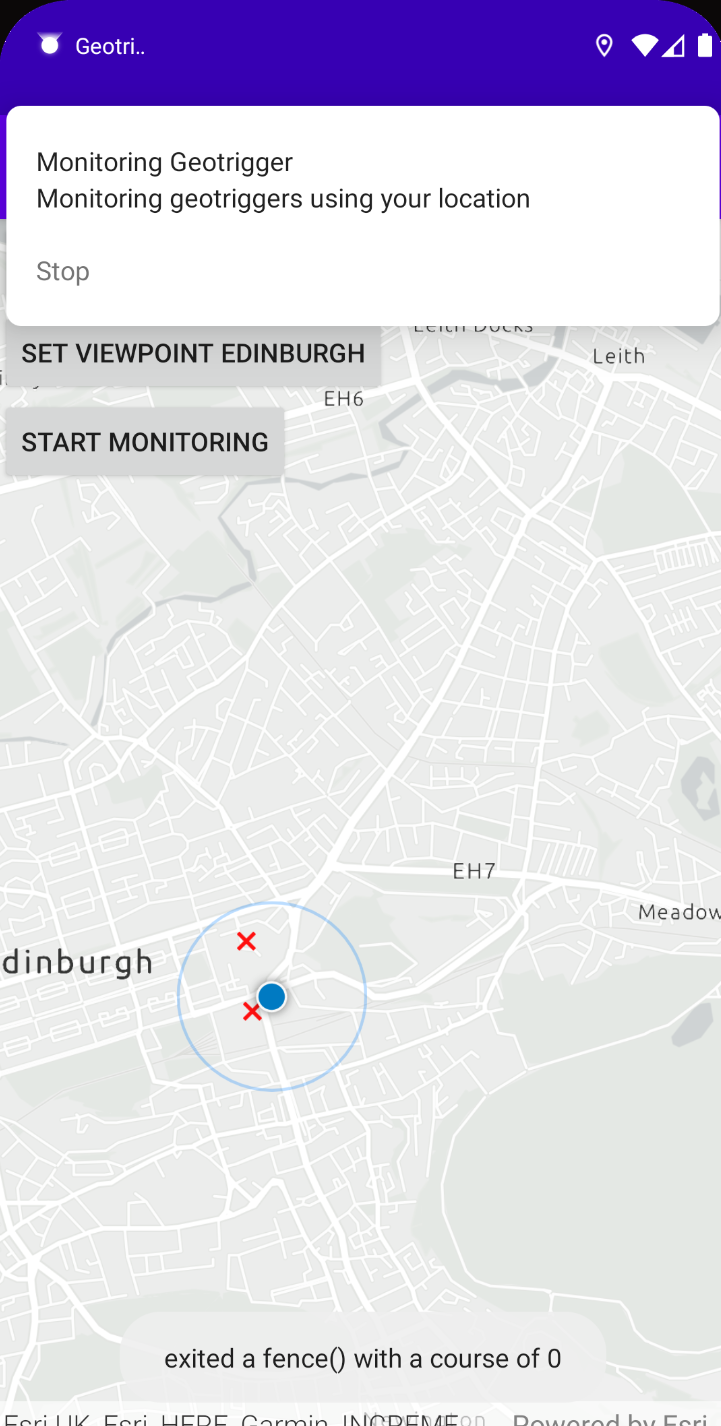 Geotri..
Monitoring Geotrigger
Monitoring geotriggers using your location
Stop
Leith Docks
SET VIEWPOINT EDINBURGH
Leith
EH6
START MONITORING
EH7
Meadow
dinburgh
exited a fence() with a course of 0
Esri UK, Esri, HERE, Garmin, INCREME
Powered by Esri